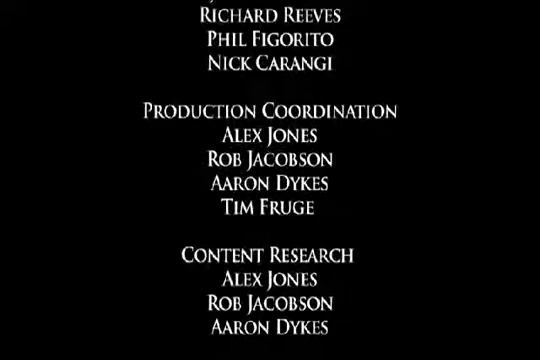 RICHARD REEVES
PHIL FIGORITO
NICK CARANGI
PRODUCTION COORDINATION
ALEX JONES
ROB JACOBSON
AARON DYKES
TIM FRUGE
CONTENT RESEARCH
ALEX JONES
ROB JACOBSON
AARON DYKES